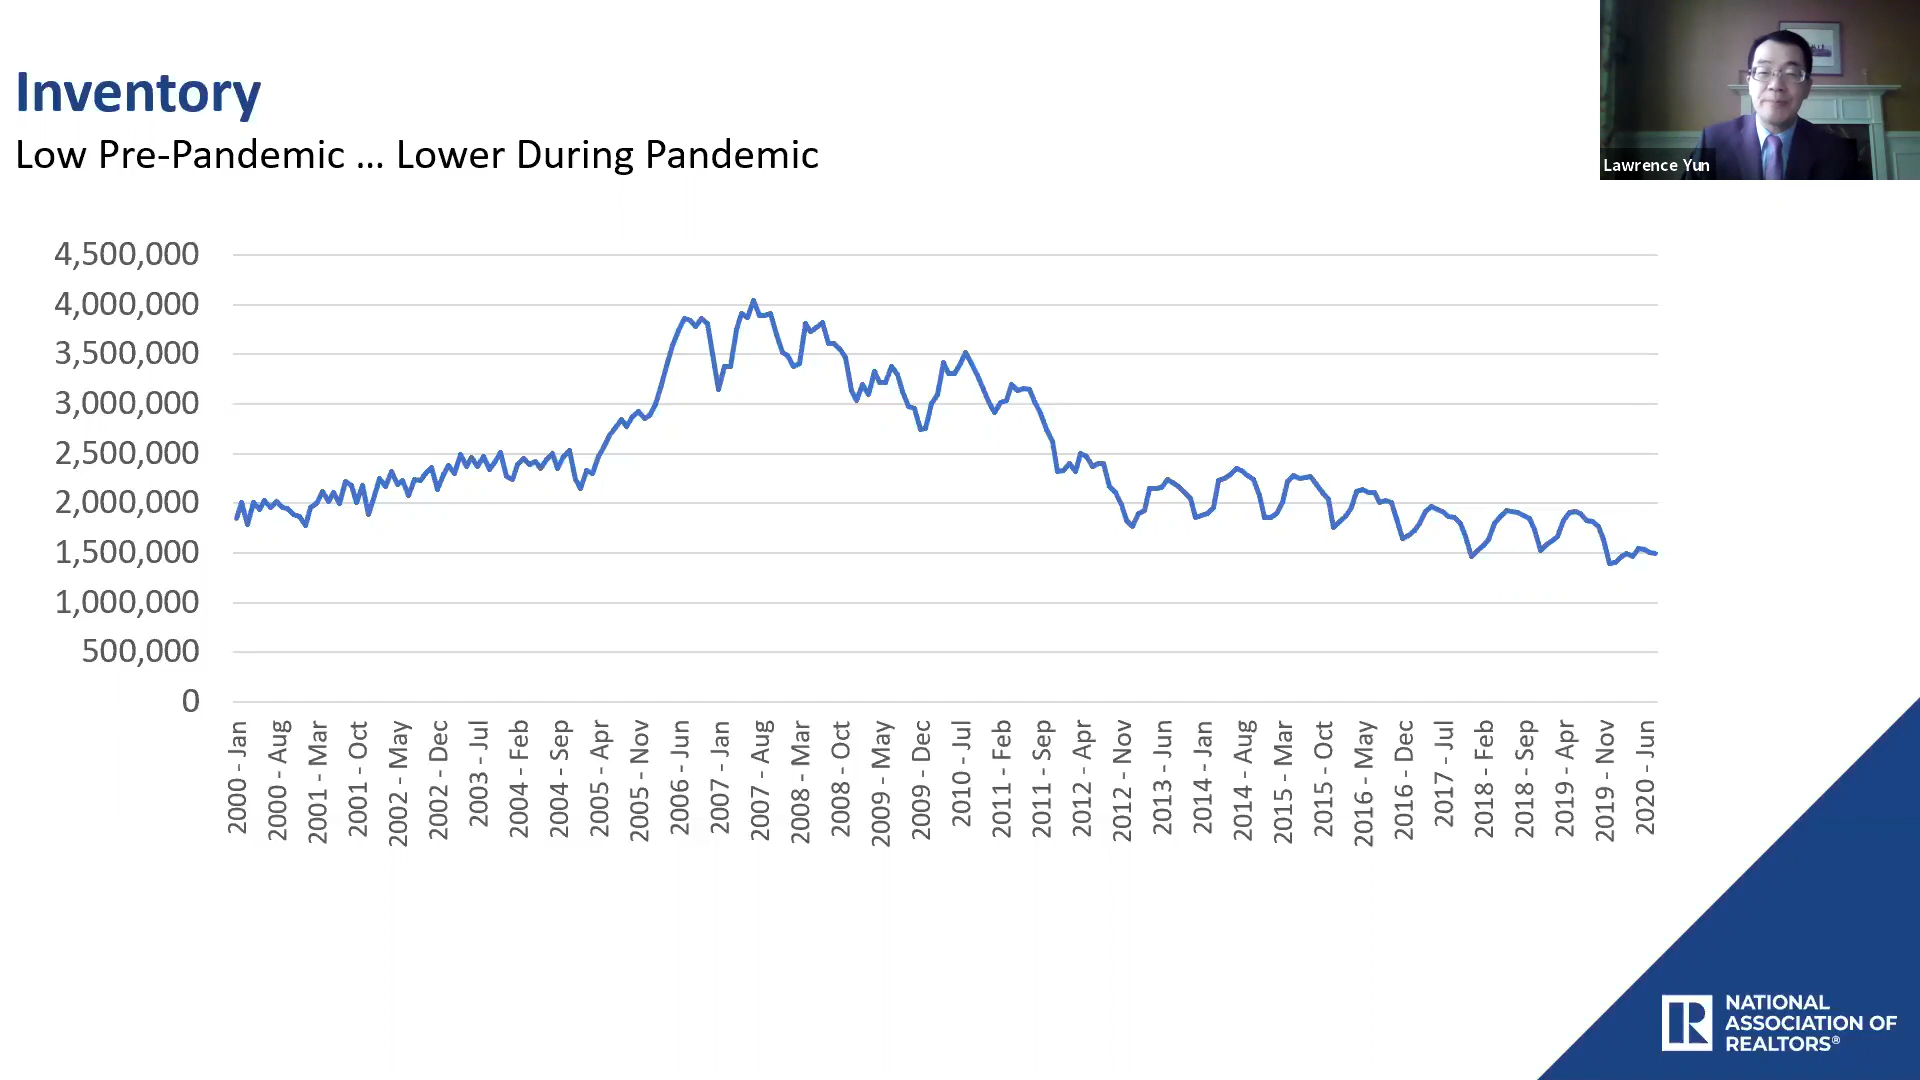 Inventory
Low Pre-Pandemic ... Lower During Pandemic
Lawrence Yun
4,500,000
4,000,000
3,500,000
3,000,000
2,500,000
2,000,000
1,500,000
1,000,000
500,000
0
2000 - Jan
2000 - Aug
2001 - Mar
2001 - Oct
2002 - May
2002 - Dec
2003 - Jul
2004 - Feb
2004 - Sep
2005 - Apr
2005 - Nov
2006 - Jun
2007 - Jan
2007 - Aug
2008 - Mar
2008 - Oct
2009 - May
2009 - Dec
2010 - Jul
2011 - Feb
2011 - Sep
2012 - Apr
2012 - Nov
2013 - Jun
2014 - Jan
2014 - Aug
2015 - Mar
2015 - Oct
2016 - May
2016 - Dec
2017 - Jul
2018 - Feb
2018 - Sep
2019 - Apr
2019 - Nov
2020 - Jun
R
NATIONAL
ASSOCIATION OF
REALTORS®